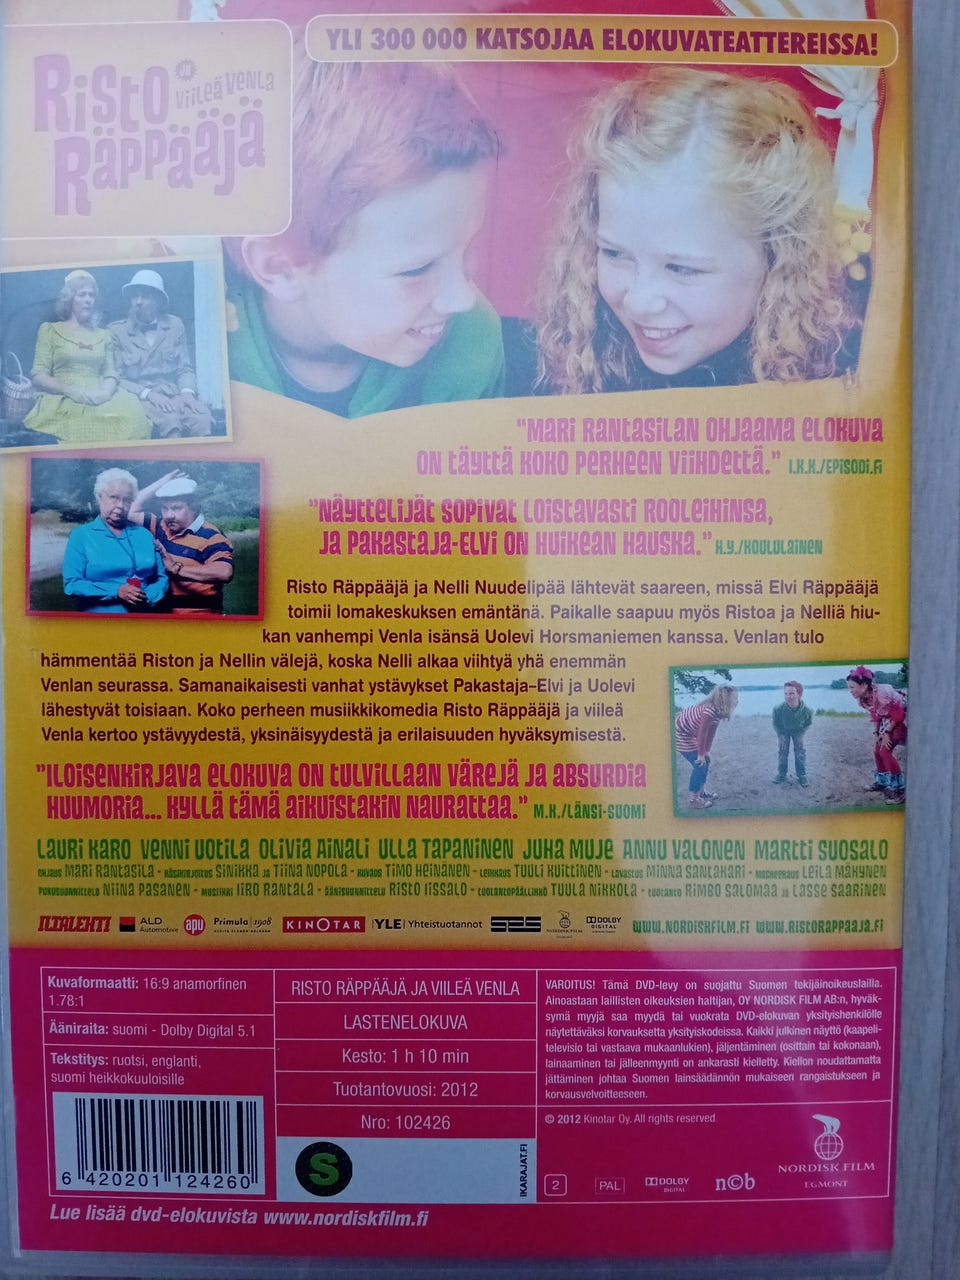 YLI 300 000 KATSOJAA ELOKUVATEATTEREISSA!
RISTO JA VIILEÄ VENLA
RÄPPÄÄJÄ
"MARI RANTASILAN OHJAAMA ELOKUVA
ON TÄYTTÄ KOKO PERHEEN VIIHDETTÄ." I.K.K./EPISODI.FI
"NÄYTTELIJÄT SOPIVAT LOISTAVASTI ROOLEIHINSA,
JA PAKASTAJA-ELVI ON HUIKEAN HAUSKA." K.Y./KOULULAINEN
Risto Räppääjä ja Nelli Nuudelipää lähtevät saareen, missä Elvi Räppääjä
toimii lomakeskuksen emäntänä. Paikalle saapuu myös Ristoa ja Nelliä hiu-
kan vanhempi Venla isänsä Uolevi Horsmaniemen kanssa. Venlan tulo
hämmentää Riston ja Nellin välejä, koska Nelli alkaa viihtyä yhä enemmän
Venlan seurassa. Samanaikaisesti vanhat ystävykset Pakastaja-Elvi ja Uolevi
lähestyvät toisiaan. Koko perheen musiikkikomedia Risto Räppääjä ja viileä
Venla kertoo ystävyydestä, yksinäisyydestä ja erilaisuuden hyväksymisestä.
"ILOISENKIRJAVA ELOKUVA ON TULVILLAAN VÄREJÄ JA ABSURDIA
HUUMORIA... KYLLÄ TÄMÄ AIKUISTAKIN NAURATTAA." M.K./LÄNSI-SUOMI
LAURI KARO VENNI UOTILA OLIVIA AINALI ULLA TAPANINEN JUHA MUJE ANNU VALONEN MARTTI SUOSALO
OHJAUS MARI RANTASILA - KÄSIKIRJOITUS SINIKKA JA TIINA NOPOLA - KUVAUS TIMO HEINÄNEN - LEIKKAUS TUULI KUITTINEN - LAVASTUS MINNA SANTAKARI - MASKEERAUS LEILA MÄKYNEN
PUKUSUUNNITTELU NIINA PASANEN - MUSIIKKI IIRO RANTALA - ÄÄNISUUNNITTELU RISTO IISSALO - TUOTANTOPÄÄLLIKKÖ TUULA NIKKOLA - TUOTANTO RIMBO SALOMAA JA LASSE SAARINEN
ILTALEHTI ALD Automotive apu Primula 1908 KINOTAR YLE Yhteistuotannot SES NORDISK FILM DOLBY DIGITAL WWW.NORDISKFILM.FI WWW.RISTORAPPAAJA.FI
Kuvaformaatti: 16:9 anamorfinen
1.78:1
Ääniraita: suomi - Dolby Digital 5.1
Tekstitys: ruotsi, englanti,
suomi heikkokuuloisille
6 420201 124260
RISTO RÄPPÄÄJÄ JA VIILEÄ VENLA
LASTENELOKUVA
Kesto: 1 h 10 min
Tuotantovuosi: 2012
Nro: 102426
S
IKARAJAT.FI
VAROITUS! Tämä DVD-levy on suojattu Suomen tekijäinoikeuslailla.
Ainoastaan laillisten oikeuksien haltijan, OY NORDISK FILM AB:n, hyväk-
symä myyjä saa myydä tai vuokrata DVD-elokuvan yksityishenkilölle
näytettäväksi korvauksetta yksityiskodeissa. Kaikki julkinen näyttö (kaapeli-
televisio tai vastaava mukaanlukien), jäljentäminen (osittain tai kokonaan),
lainaaminen tai jälleenmyynti on ankarasti kielletty. Kiellon noudattamatta
jättäminen johtaa Suomen lainsäädännön mukaiseen rangaistukseen ja
korvausvelvoitteeseen.
© 2012 Kinotar Oy. All rights reserved.
2 PAL DOLBY DIGITAL n©b
NORDISK FILM
EGMONT
Lue lisää dvd-elokuvista www.nordiskfilm.fi